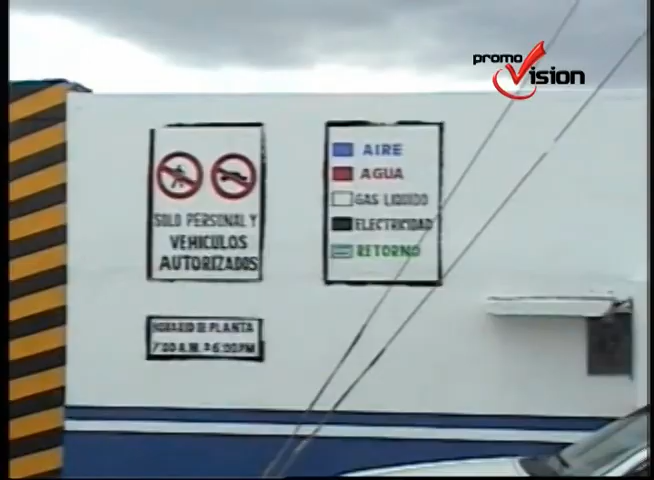 promo
Vision
SOLO PERSONAL Y
VEHICULOS
AUTORIZADOS
AIRE
AGUA
GAS LIQUIDO
ELECTRICIDAD
RETORNO
HORARIO DE PLANTA
7:00 A.M. A 6:00 PM